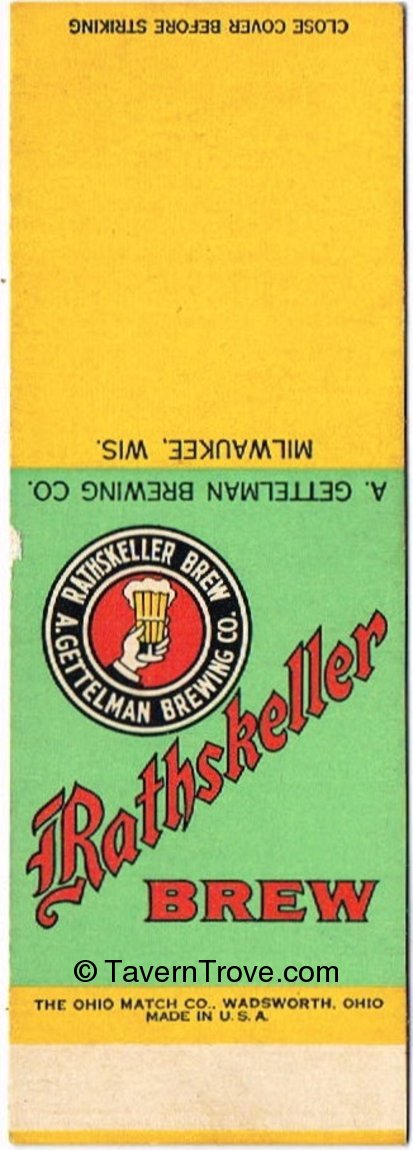 CLOSE COVER BEFORE STRIKING
MILWAUKEE, WIS.
A. GETTELMAN BREWING CO.
RATHSKELLER BREW
A. GETTELMAN BREWING CO.
Rathskeller
BREW
© TavernTrove.com
THE OHIO MATCH CO., WADSWORTH, OHIO
MADE IN U.S.A.